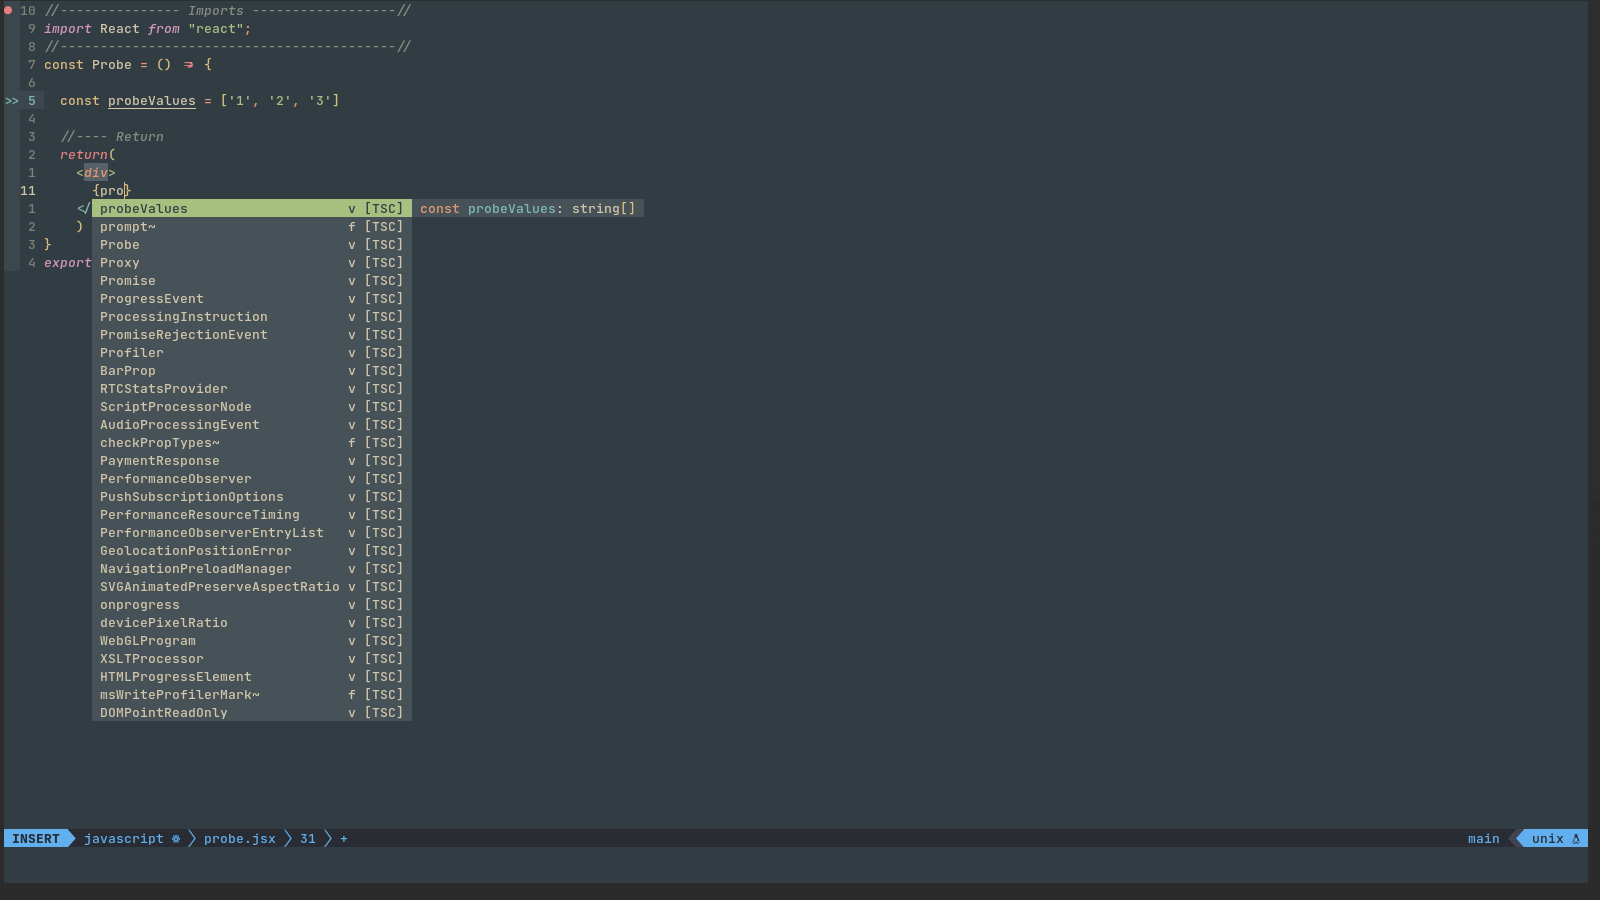 10 //--------------- Imports ------------------//
9 import React from "react";
8 //------------------------------------------//
7 const Probe = () => {
6
>> 5 const probeValues = ['1', '2', '3']
4
3 //---- Return
2 return(
1 <div>
11 {pro}
1 </ probeValues v [TSC] const probeValues: string[]
2 ) prompt~ f [TSC]
3 } Probe v [TSC]
4 export Proxy v [TSC]
Promise v [TSC]
ProgressEvent v [TSC]
ProcessingInstruction v [TSC]
PromiseRejectionEvent v [TSC]
Profiler v [TSC]
BarProp v [TSC]
RTCStatsProvider v [TSC]
ScriptProcessorNode v [TSC]
AudioProcessingEvent v [TSC]
checkPropTypes~ f [TSC]
PaymentResponse v [TSC]
PerformanceObserver v [TSC]
PushSubscriptionOptions v [TSC]
PerformanceResourceTiming v [TSC]
PerformanceObserverEntryList v [TSC]
GeolocationPositionError v [TSC]
NavigationPreloadManager v [TSC]
SVGAnimatedPreserveAspectRatio v [TSC]
onprogress v [TSC]
devicePixelRatio v [TSC]
WebGLProgram v [TSC]
XSLTProcessor v [TSC]
HTMLProgressElement v [TSC]
msWriteProfilerMark~ f [TSC]
DOMPointReadOnly v [TSC]
INSERT javascript probe.jsx 31 + main unix